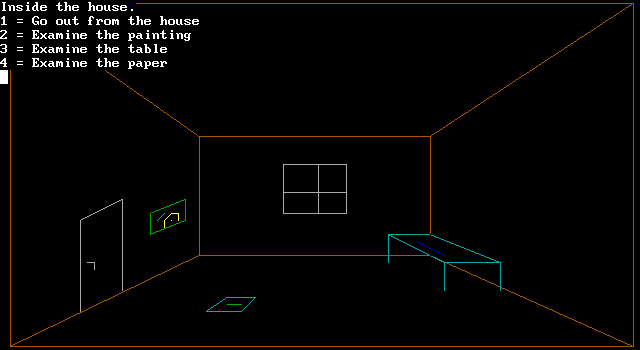 Inside the house.
1 = Go out from the house
2 = Examine the painting
3 = Examine the table
4 = Examine the paper